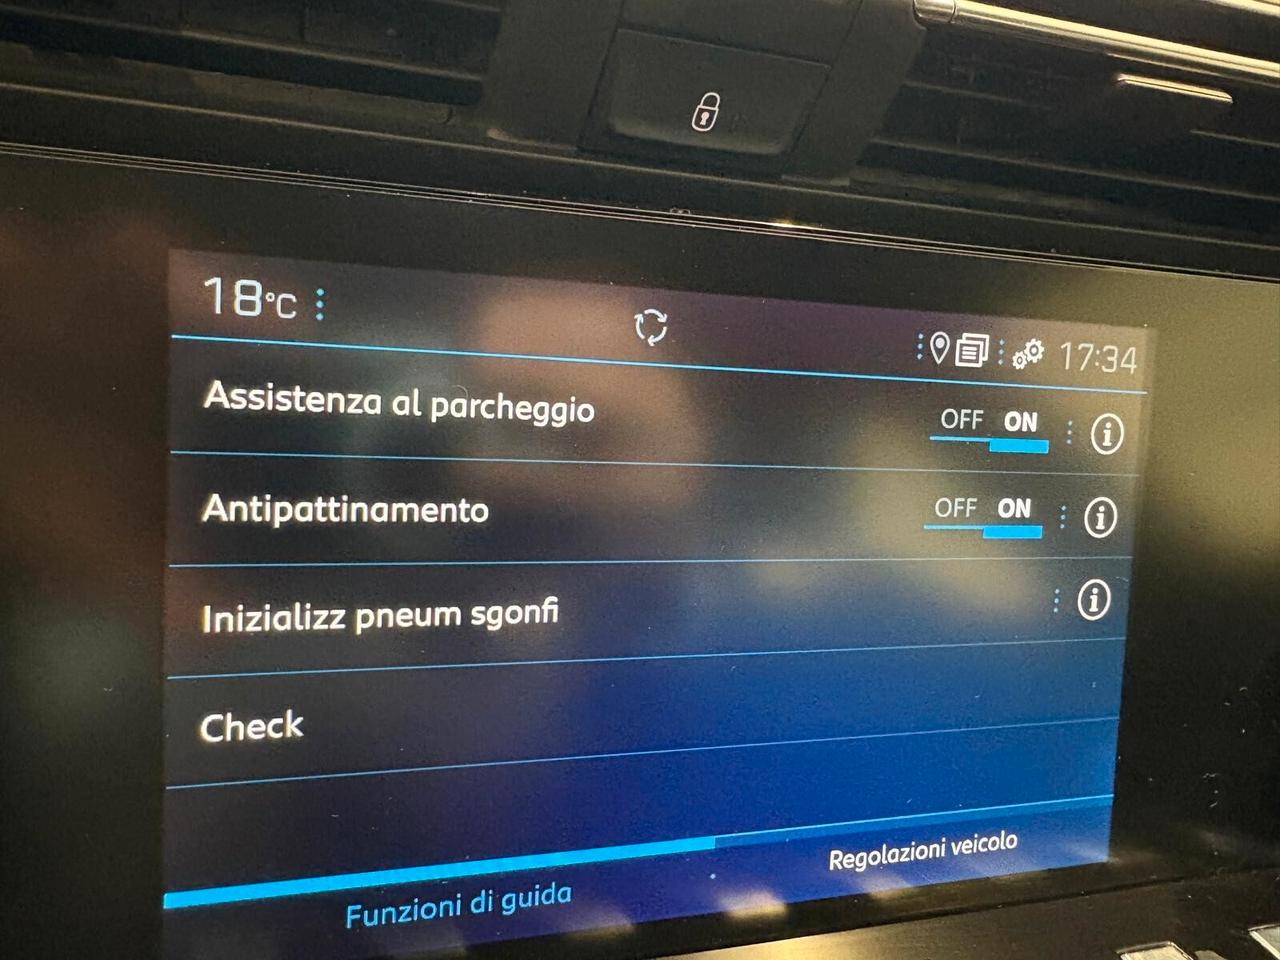 18°C
17:34
Assistenza al parcheggio OFF ON
Antipattinamento OFF ON
Inizializz pneum sgonfi
Check
Funzioni di guida Regolazioni veicolo